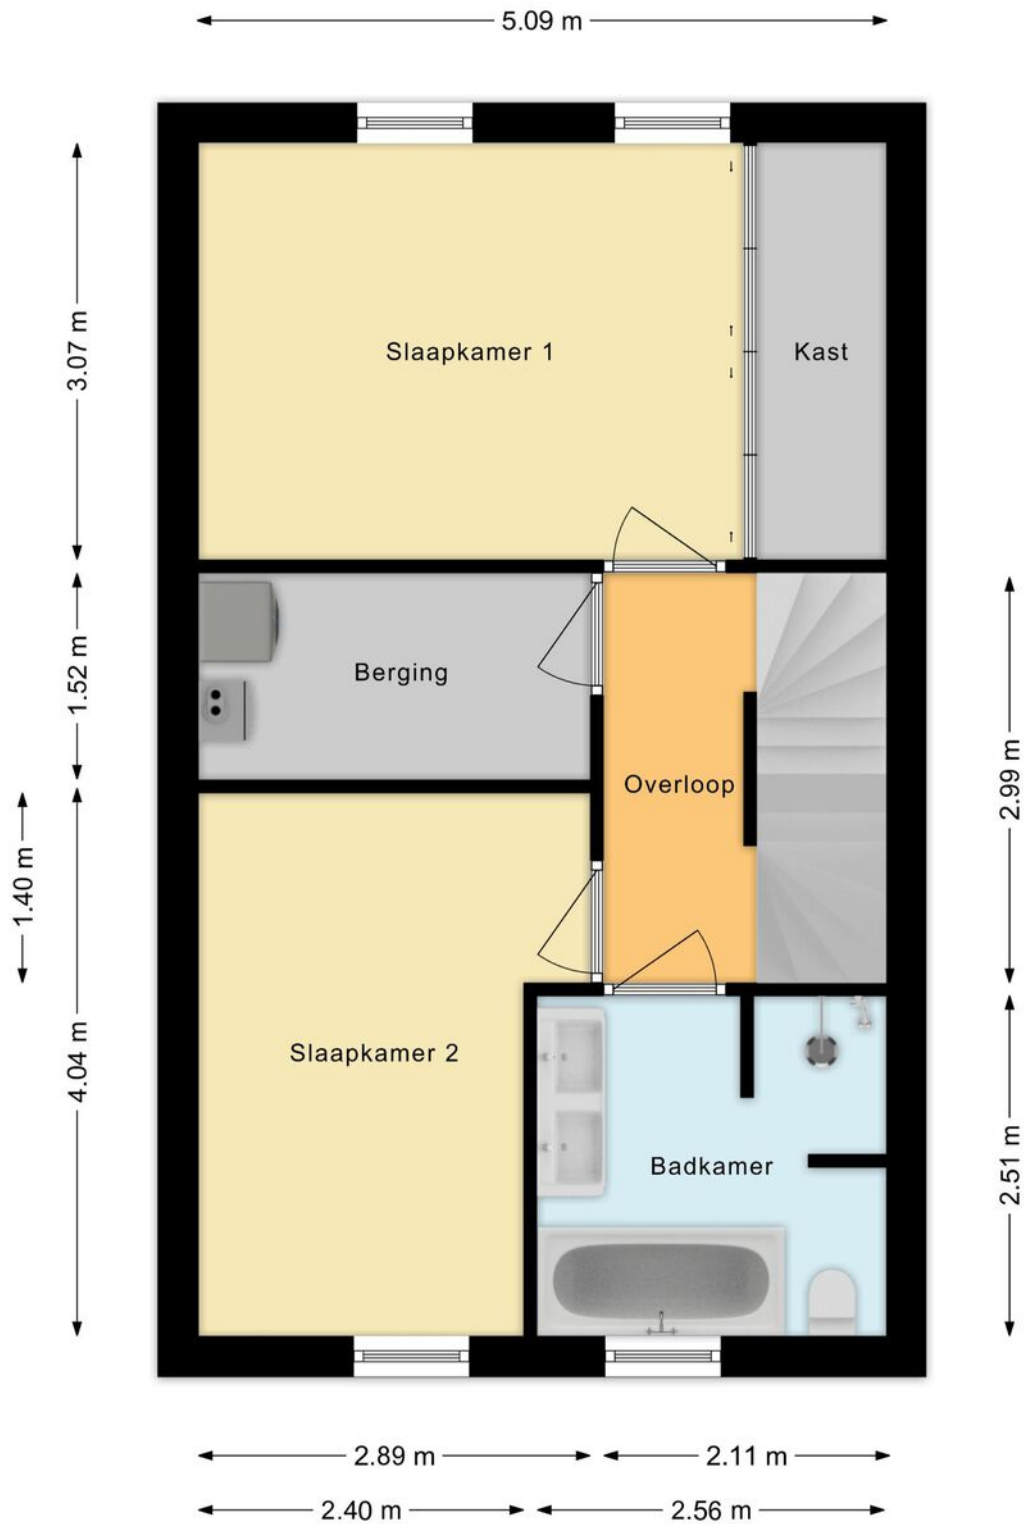 5.09 m
3.07 m
Slaapkamer 1
Kast
1.52 m
Berging
2.99 m
Overloop
1.40 m
4.04 m
Slaapkamer 2
2.51 m
Badkamer
2.89 m
2.11 m
2.40 m
2.56 m